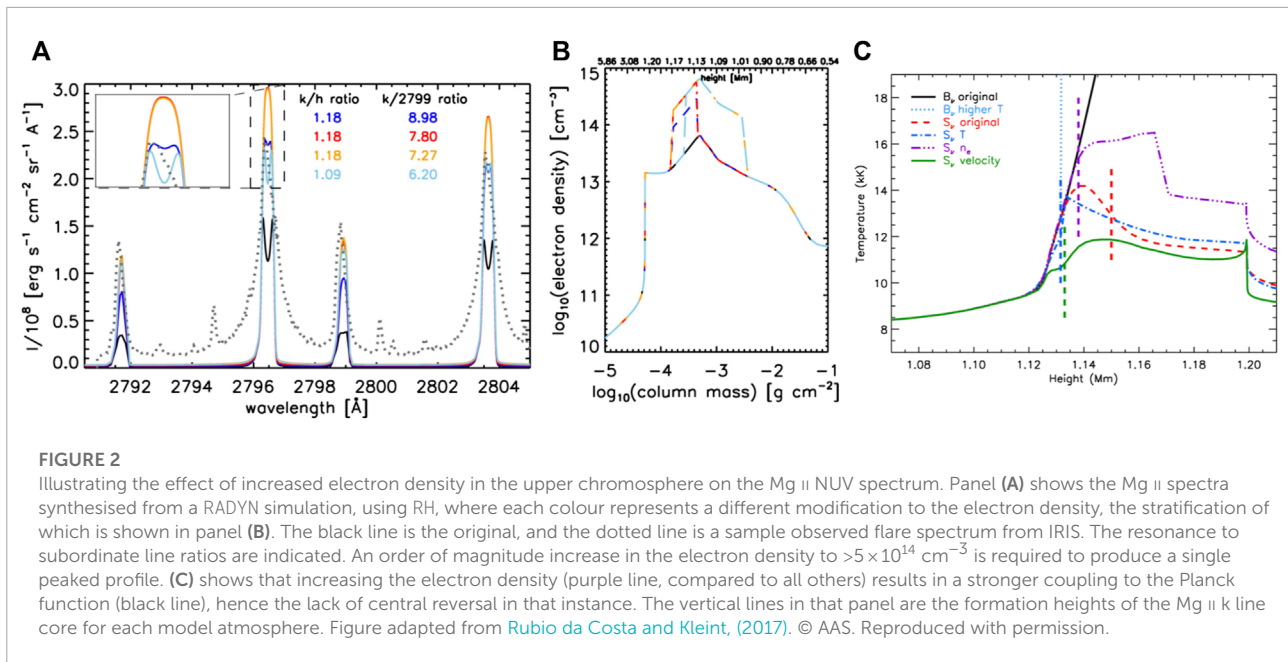 A
B
C
3.0
2.5
2.0
1.5
1.0
0.5
0.0
I/10⁸ [erg s⁻¹ cm⁻² sr⁻¹ A⁻¹]
k/h ratio k/2799 ratio
1.18 8.98
1.18 7.80
1.18 7.27
1.09 6.20
2792 2794 2796 2798 2800 2802 2804
wavelength [Å]
5.86 3.08 1.20 1.17 1.13 1.09 1.01 0.90 0.78 0.66 0.54
height [Mm]
15
14
13
12
11
10
log₁₀(electron density) [cm⁻³]
−5 −4 −3 −2 −1
log₁₀(column mass) [g cm⁻²]
18
16
14
12
10
8
Temperature (kK)
Bν original
Bν higher T
Sν original
Sν T
Sν nₑ
Sν velocity
1.08 1.10 1.12 1.14 1.16 1.18 1.20
Height (Mm)
FIGURE 2
Illustrating the effect of increased electron density in the upper chromosphere on the Mg II NUV spectrum. Panel (A) shows the Mg II spectra
synthesised from a RADYN simulation, using RH, where each colour represents a different modification to the electron density, the stratification of
which is shown in panel (B). The black line is the original, and the dotted line is a sample observed flare spectrum from IRIS. The resonance to
subordinate line ratios are indicated. An order of magnitude increase in the electron density to >5×10¹⁴ cm⁻³ is required to produce a single
peaked profile. (C) shows that increasing the electron density (purple line, compared to all others) results in a stronger coupling to the Planck
function (black line), hence the lack of central reversal in that instance. The vertical lines in that panel are the formation heights of the Mg II k line
core for each model atmosphere. Figure adapted from Rubio da Costa and Kleint, (2017). © AAS. Reproduced with permission.